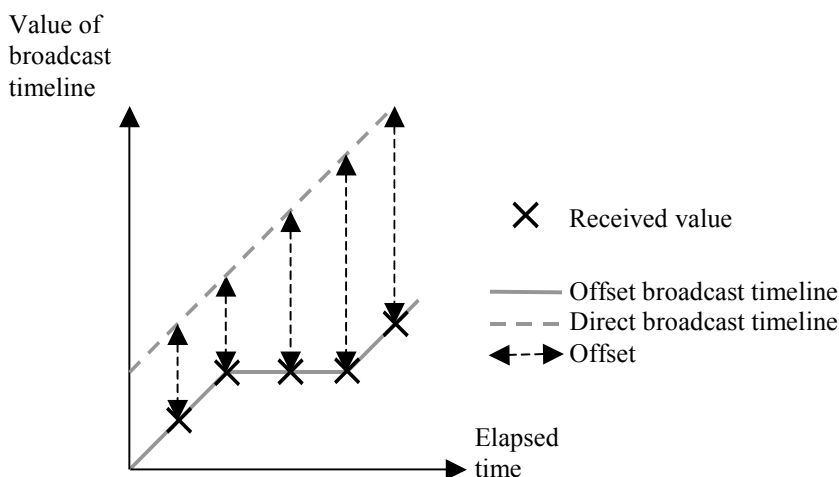 Value of
broadcast
timeline
Received value
Offset broadcast timeline
Direct broadcast timeline
Offset
Elapsed
time